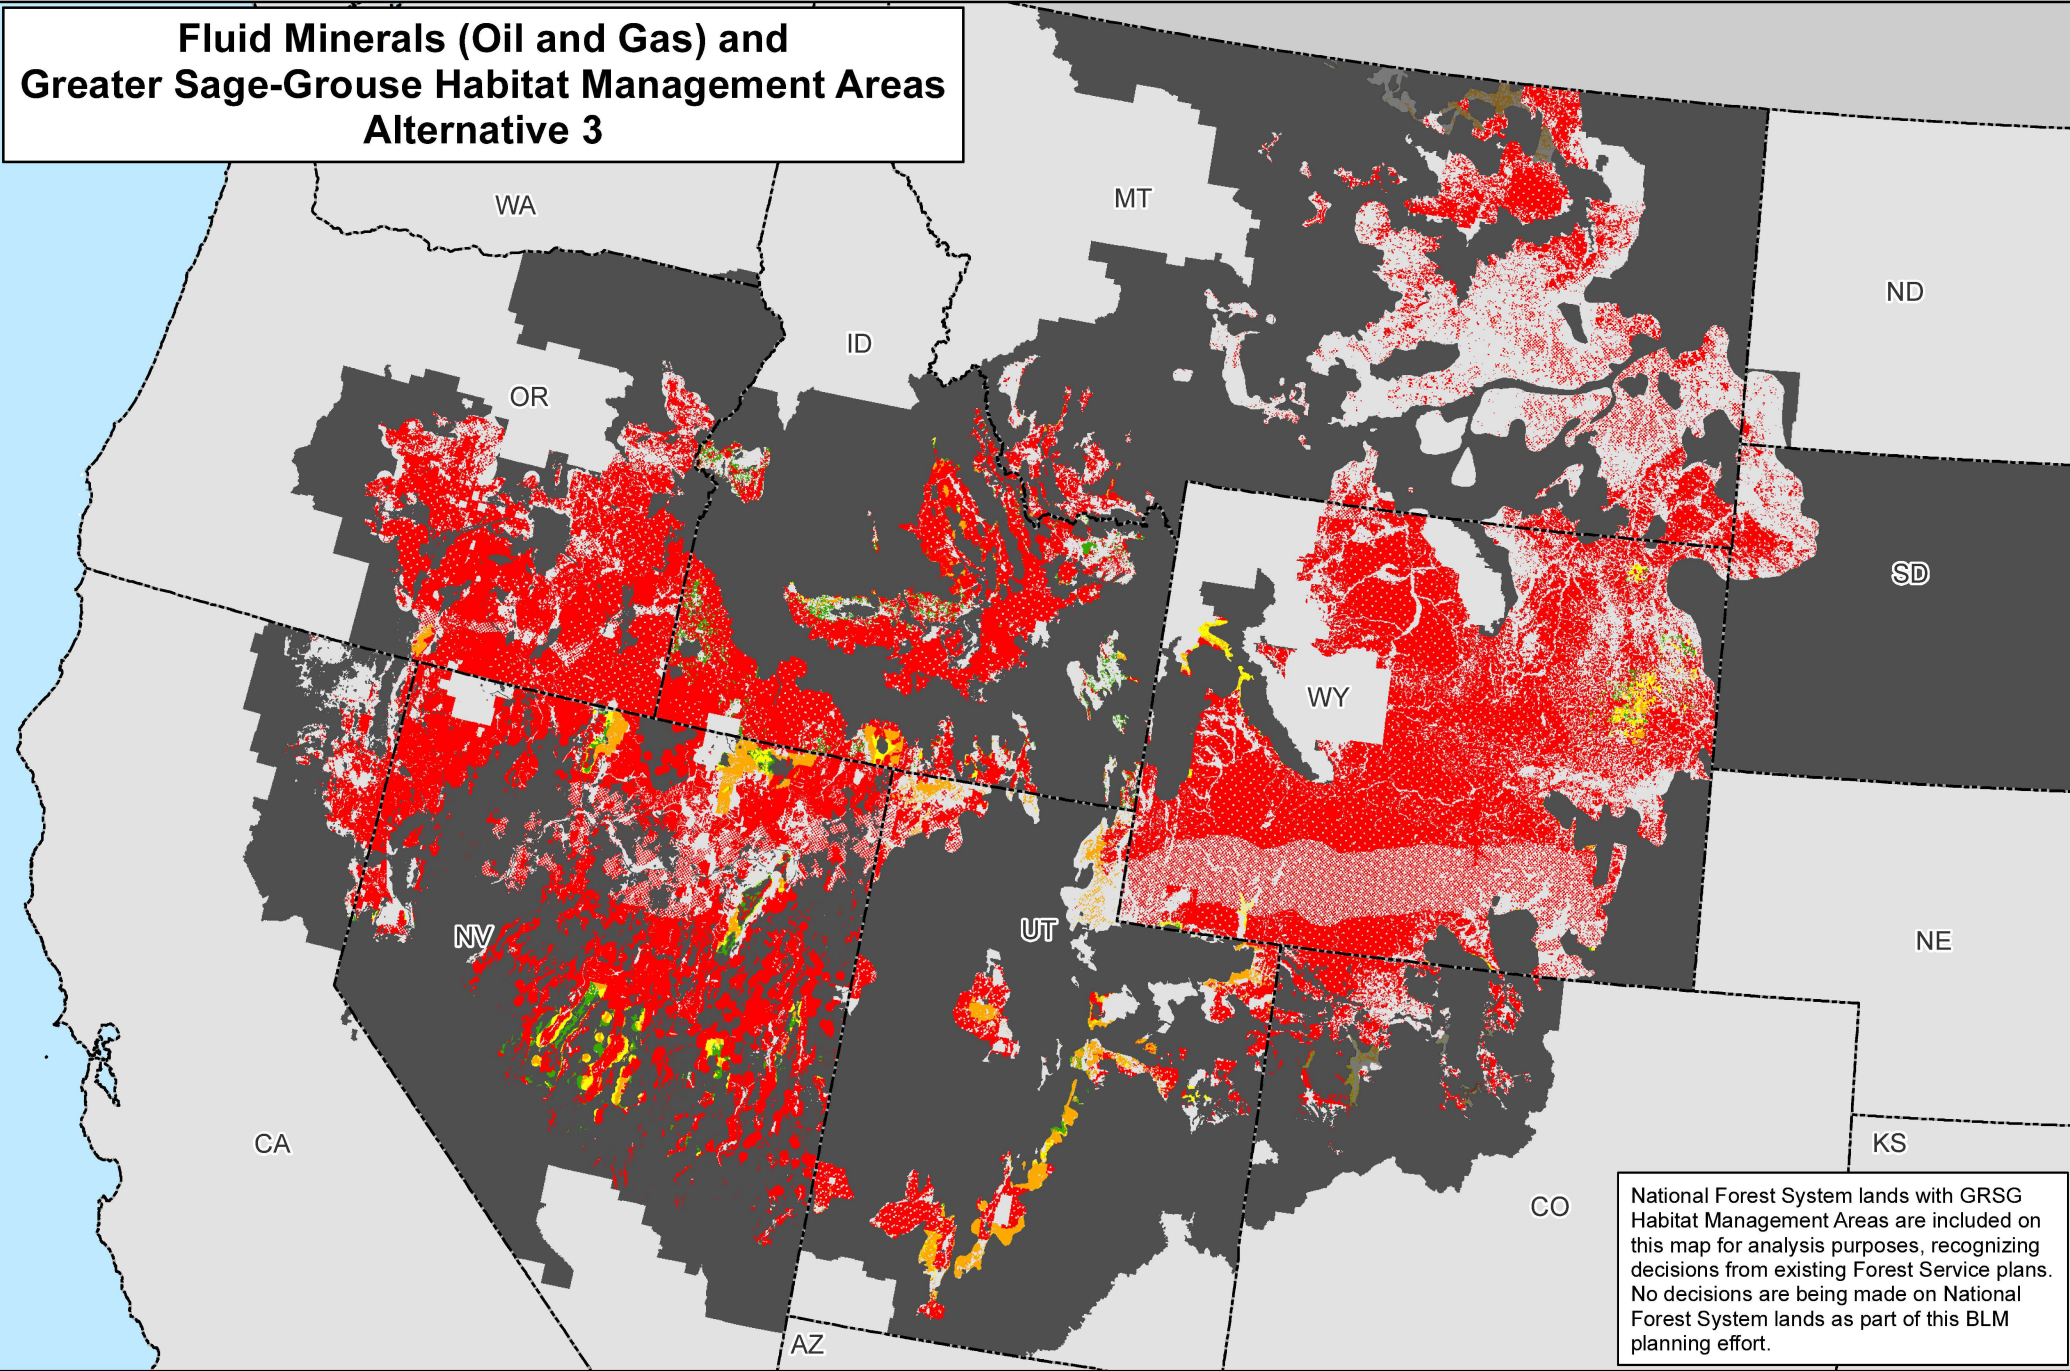 Fluid Minerals (Oil and Gas) and
Greater Sage-Grouse Habitat Management Areas
Alternative 3
WA
MT
ND
ID
OR
SD
WY
NV
UT
NE
CA
KS
CO
AZ
National Forest System lands with GRSG
Habitat Management Areas are included on
this map for analysis purposes, recognizing
decisions from existing Forest Service plans.
No decisions are being made on National
Forest System lands as part of this BLM
planning effort.